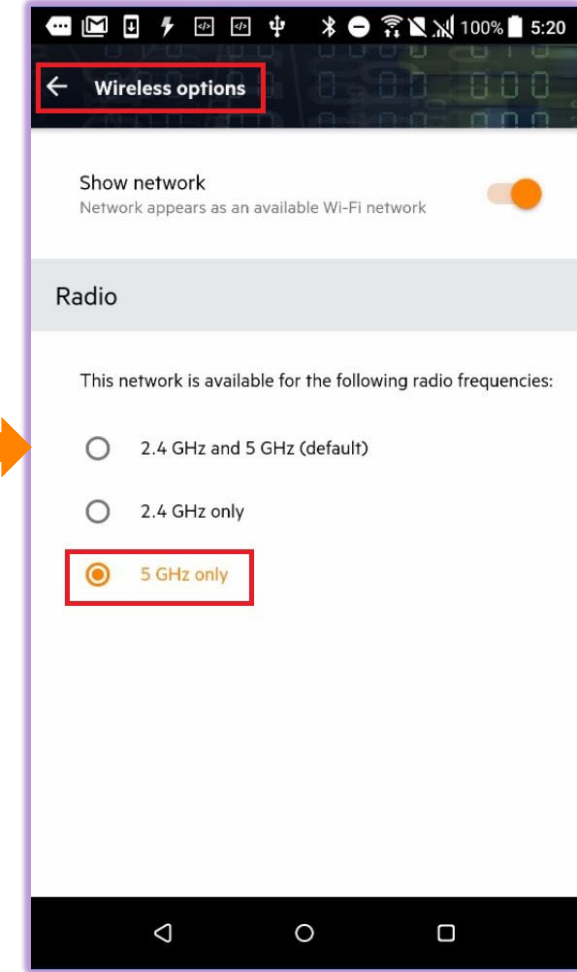 100% 5:20
Wireless options
Show network
Network appears as an available Wi-Fi network
Radio
This network is available for the following radio frequencies:
2.4 GHz and 5 GHz (default)
2.4 GHz only
5 GHz only